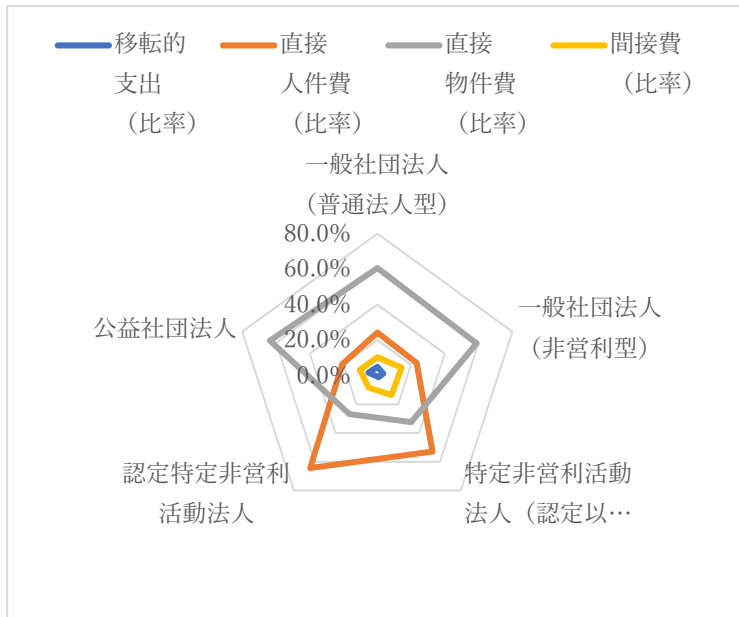 移転的
支出
（比率）
直接
人件費
（比率）
直接
物件費
（比率）
間接費
（比率）
一般社団法人
（普通法人型）
80.0%
60.0%
40.0%
20.0%
0.0%
一般社団法人
（非営利型）
特定非営利活動
法人（認定以…
認定特定非営利
活動法人
公益社団法人